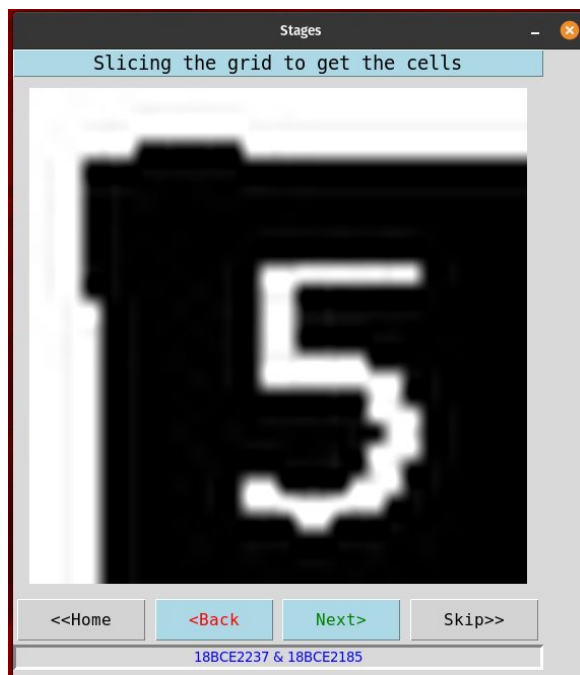 Stages
Slicing the grid to get the cells
5
<<Home <Back Next> Skip>>
18BCE2237 & 18BCE2185